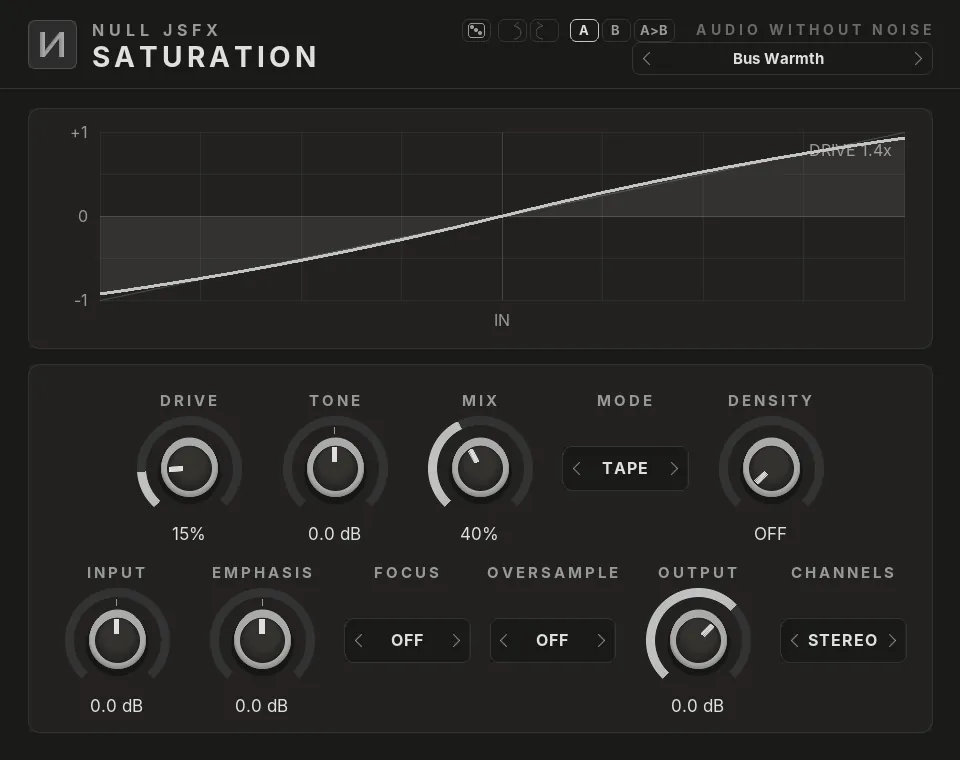 NULL JSFX
SATURATION
A B A>B AUDIO WITHOUT NOISE
Bus Warmth
+1
DRIVE 1.4x
0
-1
IN
DRIVE TONE MIX MODE DENSITY
TAPE
15% 0.0 dB 40% OFF
INPUT EMPHASIS FOCUS OVERSAMPLE OUTPUT CHANNELS
OFF OFF STEREO
0.0 dB 0.0 dB 0.0 dB